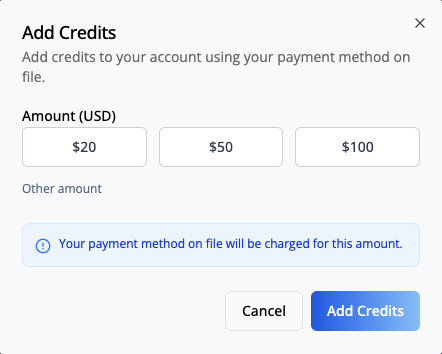 Add Credits
Add credits to your account using your payment method on
file.
Amount (USD)
$20 $50 $100
Other amount
Your payment method on file will be charged for this amount.
Cancel Add Credits